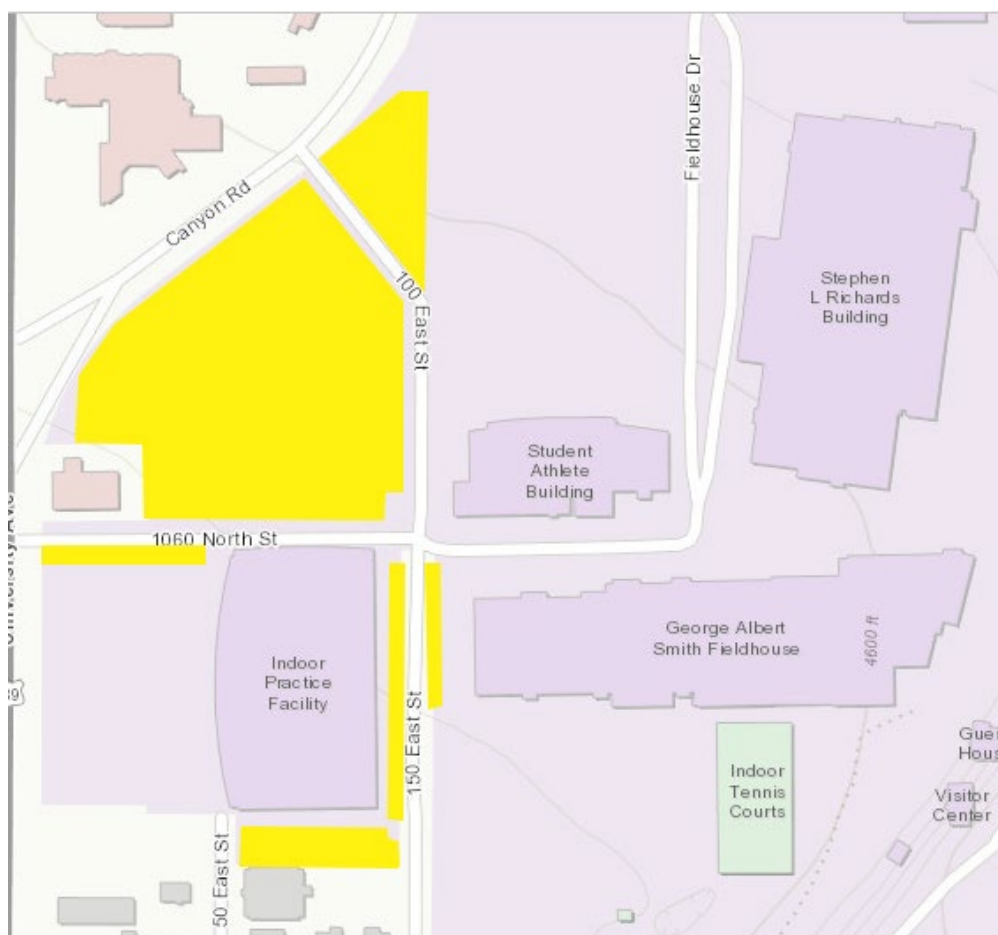 Fieldhouse Dr
Canyon Rd
Stephen
L Richards
Building
100 East St
Student
Athlete
Building
1060 North St
George Albert
Smith Fieldhouse
4600 ft
Indoor
Practice
Facility
150 East St
Indoor
Tennis
Courts
Visitor
Center
50 East St